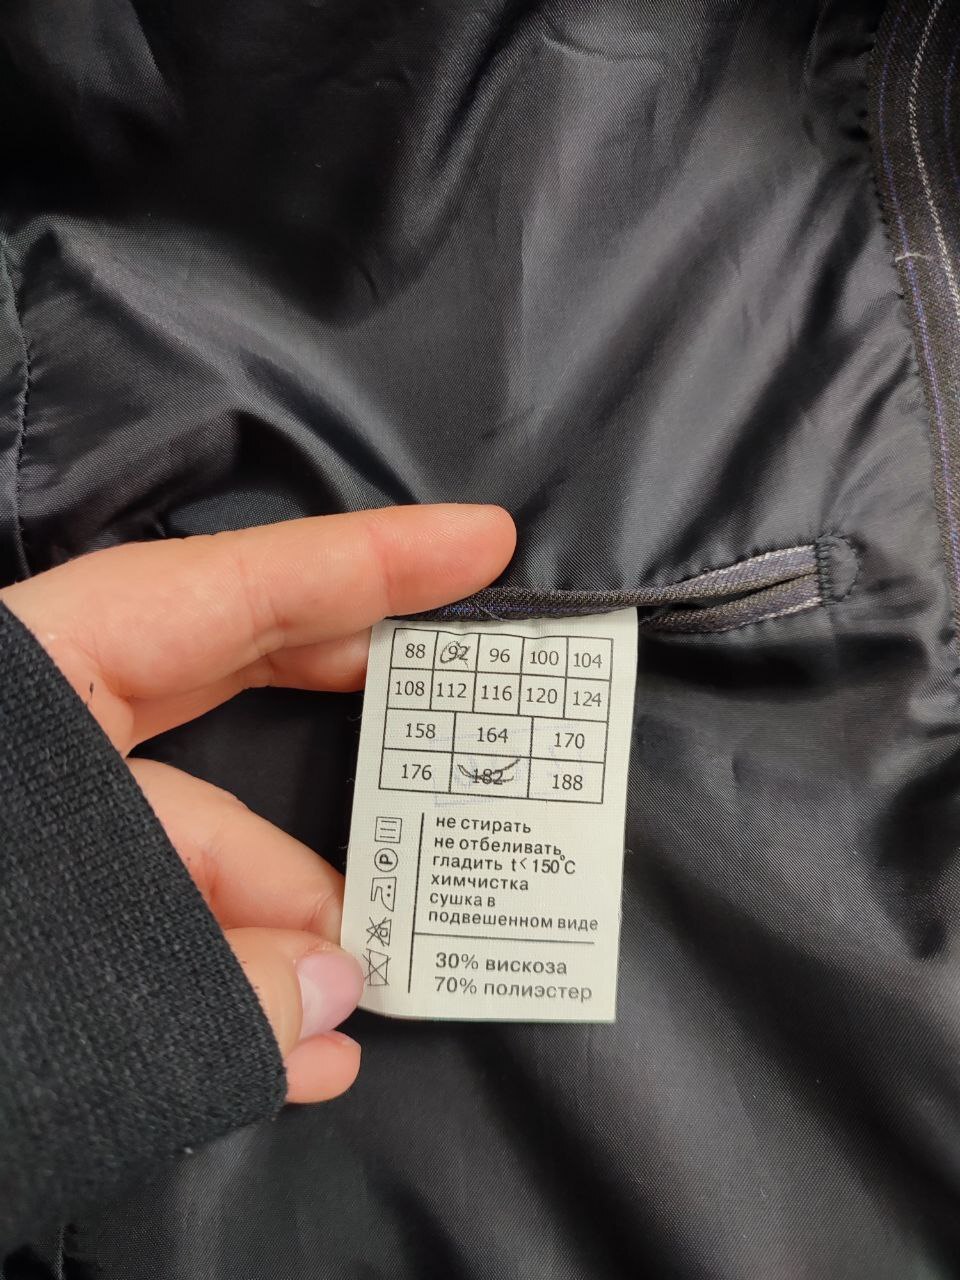 88 92 96 100 104
108 112 116 120 124
158 164 170
176 182 188
не стирать
не отбеливать
гладить t< 150°C
химчистка
сушка в
подвешенном виде
30% вискоза
70% полиэстер
P